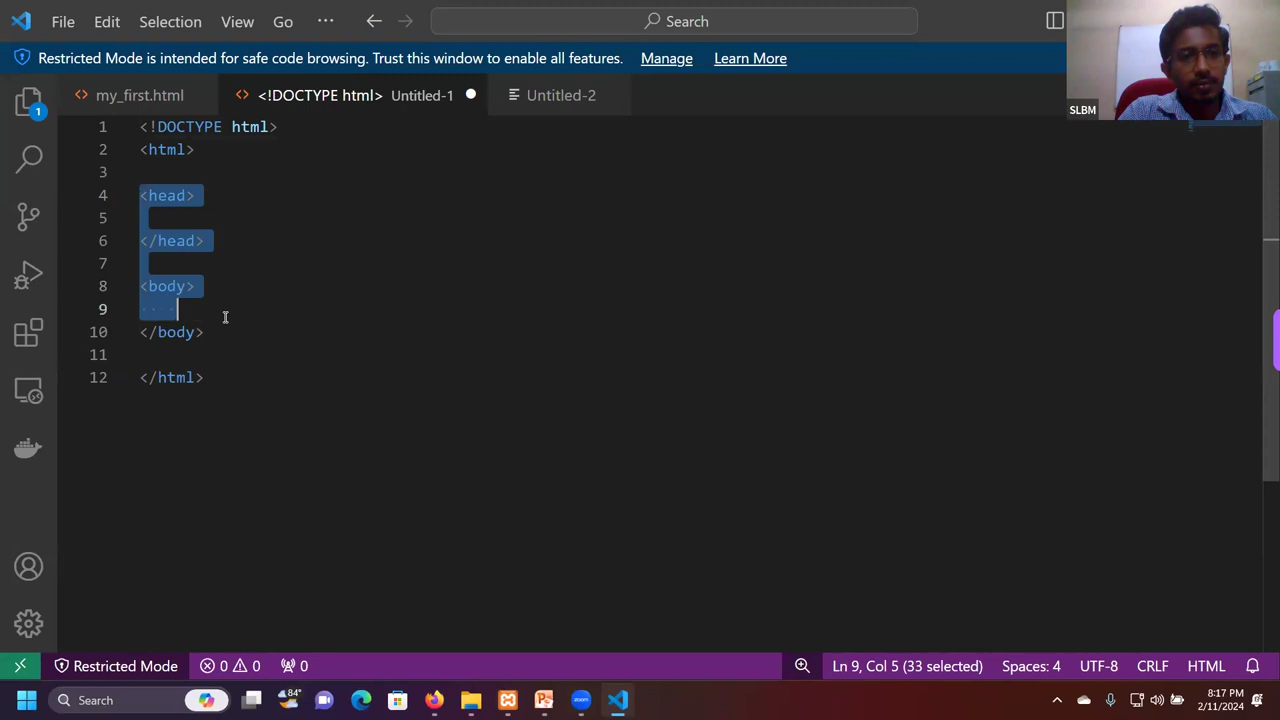 File Edit Selection View Go ··· Search
Restricted Mode is intended for safe code browsing. Trust this window to enable all features. Manage Learn More
my_first.html <!DOCTYPE html> Untitled-1 Untitled-2
SLBM
1 <!DOCTYPE html>
2 <html>
3
4 <head>
5
6 </head>
7
8 <body>
9
10 </body>
11
12 </html>
1
Restricted Mode 0 0 0 Ln 9, Col 5 (33 selected) Spaces: 4 UTF-8 CRLF HTML
Search 84° zoom 8:17 PM
2/11/2024